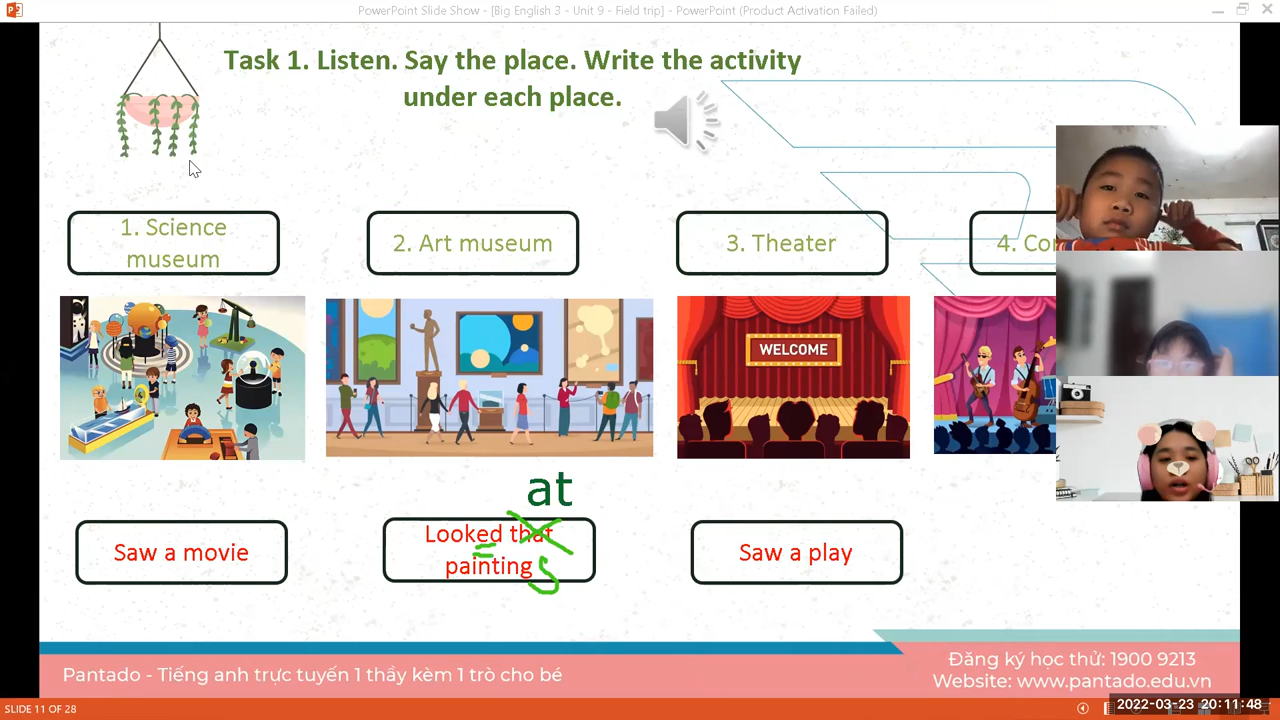 PowerPoint Slide Show - [Big English 3 - Unit 9 - Field trip] - PowerPoint (Product Activation Failed)
Task 1. Listen. Say the place. Write the activity
under each place.
1. Science
museum
2. Art museum
3. Theater
4. Co
WELCOME
at
Saw a movie
Looked that
painting s
Saw a play
Pantado - Tiếng anh trực tuyến 1 thầy kèm 1 trò cho bé
Đăng ký học thử: 1900 9213
Website: www.pantado.edu.vn
SLIDE 11 OF 28
2022-03-23 20:11:48